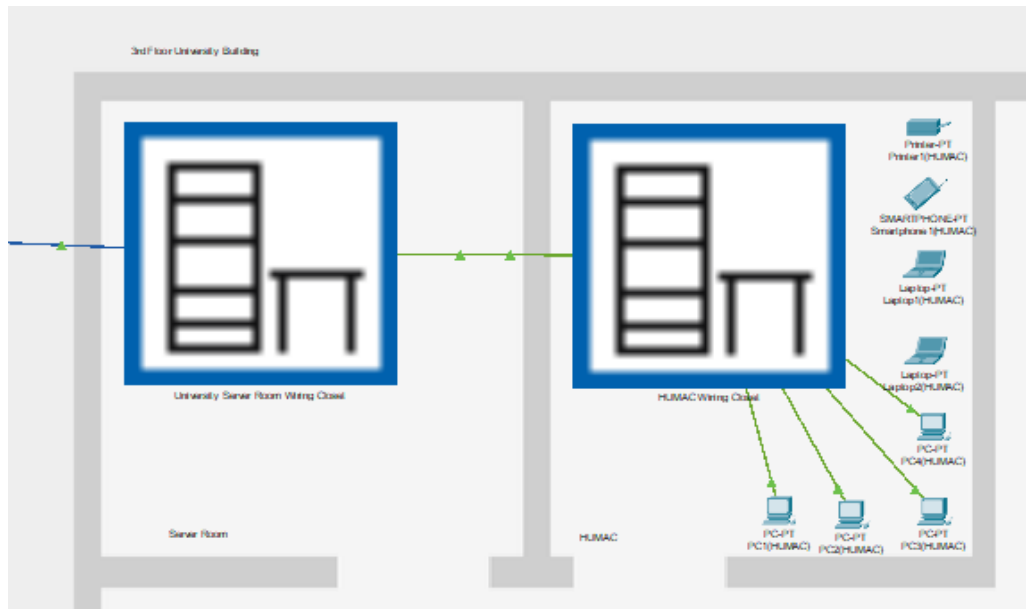 3rd Floor University Building
Printer-PT
Printer1(HUMAC)
SMARTPHONE-PT
Smartphone1(HUMAC)
Laptop-PT
Laptop1(HUMAC)
Laptop-PT
Laptop2(HUMAC)
University Server Room Wiring Closet
HUMAC Wiring Closet
PC-PT
PC4(HUMAC)
Server Room
HUMAC
PC-PT
PC1(HUMAC)
PC-PT
PC2(HUMAC)
PC-PT
PC3(HUMAC)